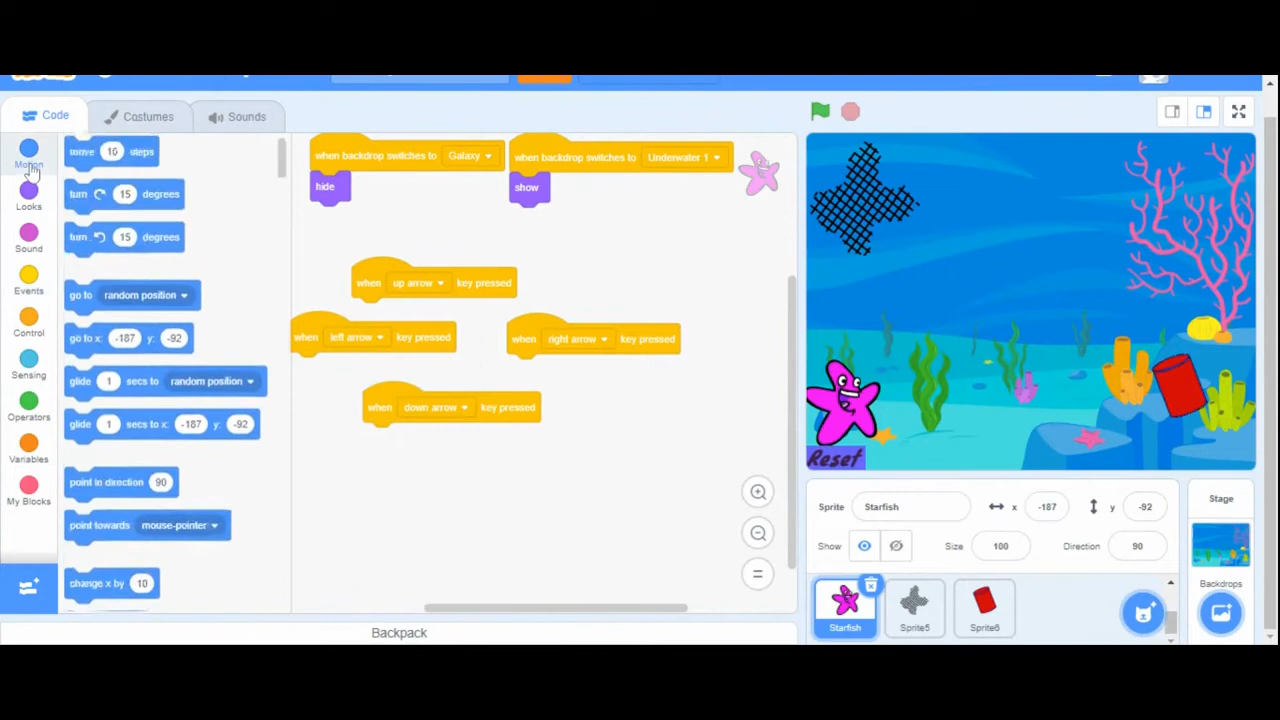 Code
Costumes
Sounds
Motion
Looks
Sound
Events
Control
Sensing
Operators
Variables
My Blocks
move 10 steps
turn 15 degrees
turn 15 degrees
go to random position
go to x: -187 y: -92
glide 1 secs to random position
glide 1 secs to x: -187 y: -92
point in direction 90
point towards mouse-pointer
change x by 10
when backdrop switches to Galaxy
hide
when backdrop switches to Underwater 1
show
when up arrow key pressed
when left arrow key pressed
when right arrow key pressed
when down arrow key pressed
Backpack
Reset
Sprite Starfish x -187 y -92
Show Size 100 Direction 90
Starfish
Sprite5
Sprite6
Stage
Backdrops